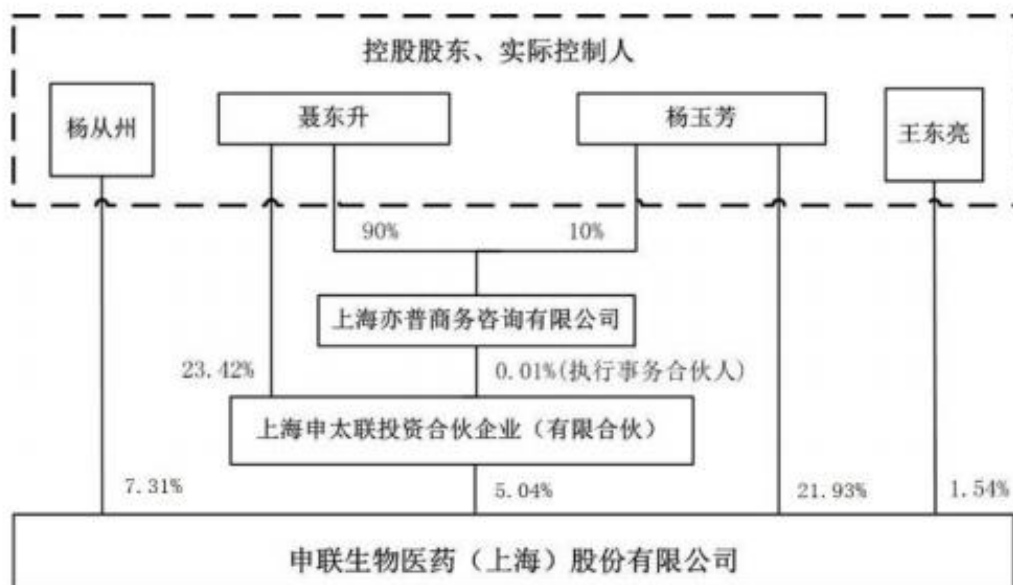 控股股东、实际控制人
杨从州
聂东升
杨玉芳
王东亮
90%
10%
上海亦普商务咨询有限公司
23.42%
0.01%(执行事务合伙人)
上海申太联投资合伙企业（有限合伙）
7.31%
5.04%
21.93%
1.54%
申联生物医药（上海）股份有限公司